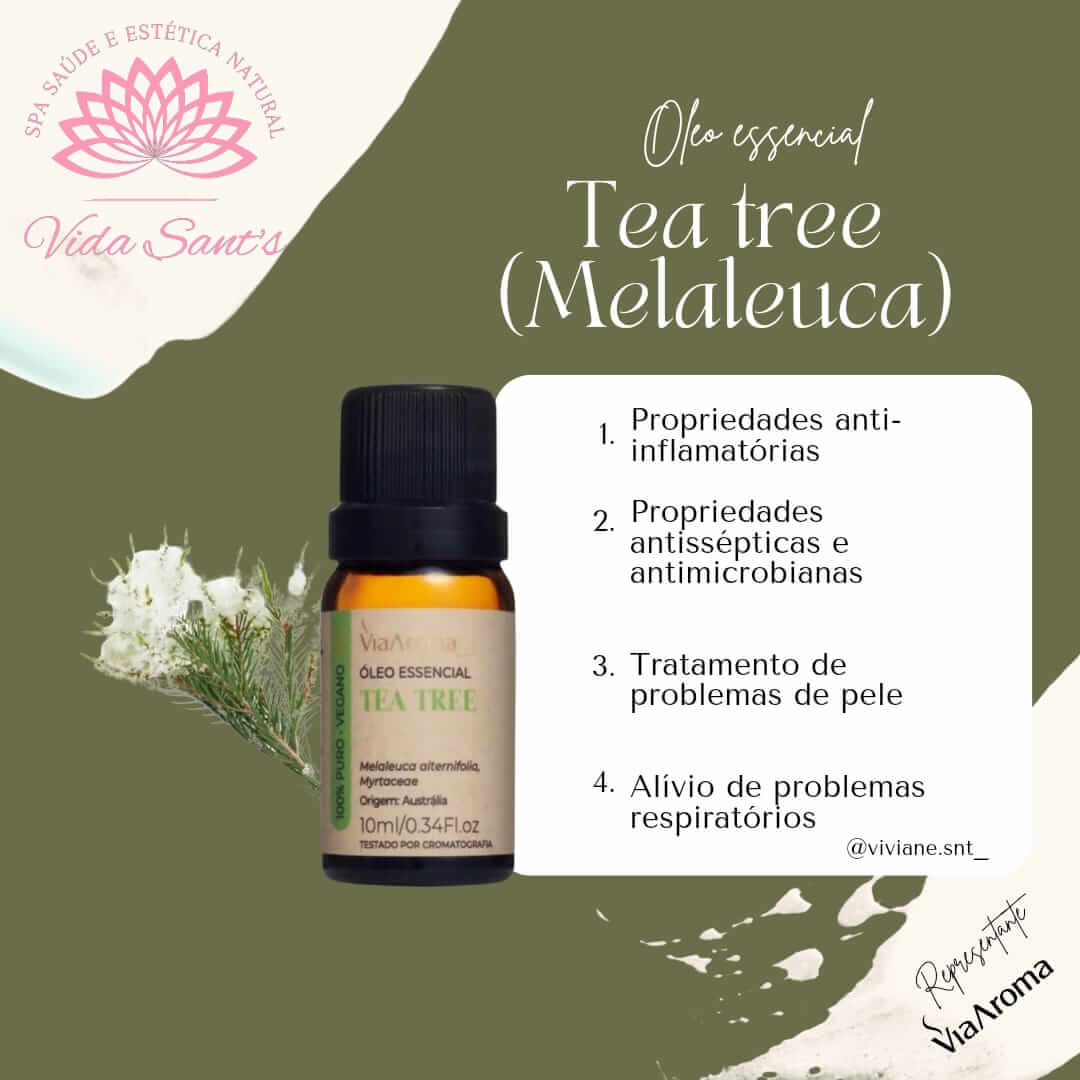 SPA SAÚDE E ESTÉTICA NATURAL
Vida Sant's
Oleo essencial
Tea tree
(Melaleuca)
1. Propriedades anti-
inflamatórias
2. Propriedades
antissépticas e
antimicrobianas
3. Tratamento de
problemas de pele
4. Alívio de problemas
respiratórios
@viviane.snt_
ViaAroma
ÓLEO ESSENCIAL
TEA TREE
100% PURO - VEGANO
Melaleuca alternifolia,
Myrtaceae
Origem: Austrália
10ml/0.34Fl.oz
TESTADO POR CROMATOGRAFIA
Representante
ViaAroma